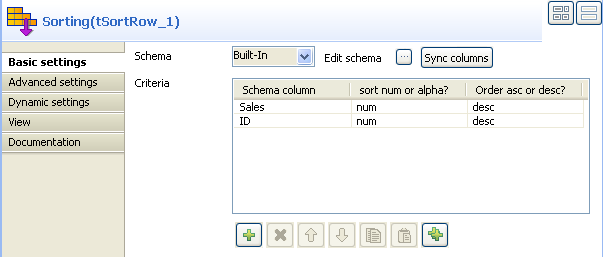 Sorting(tSortRow_1)
Basic settings
Advanced settings
Dynamic settings
View
Documentation
Schema Built-In Edit schema ... Sync columns
Criteria
Schema column sort num or alpha? Order asc or desc?
Sales num desc
ID num desc